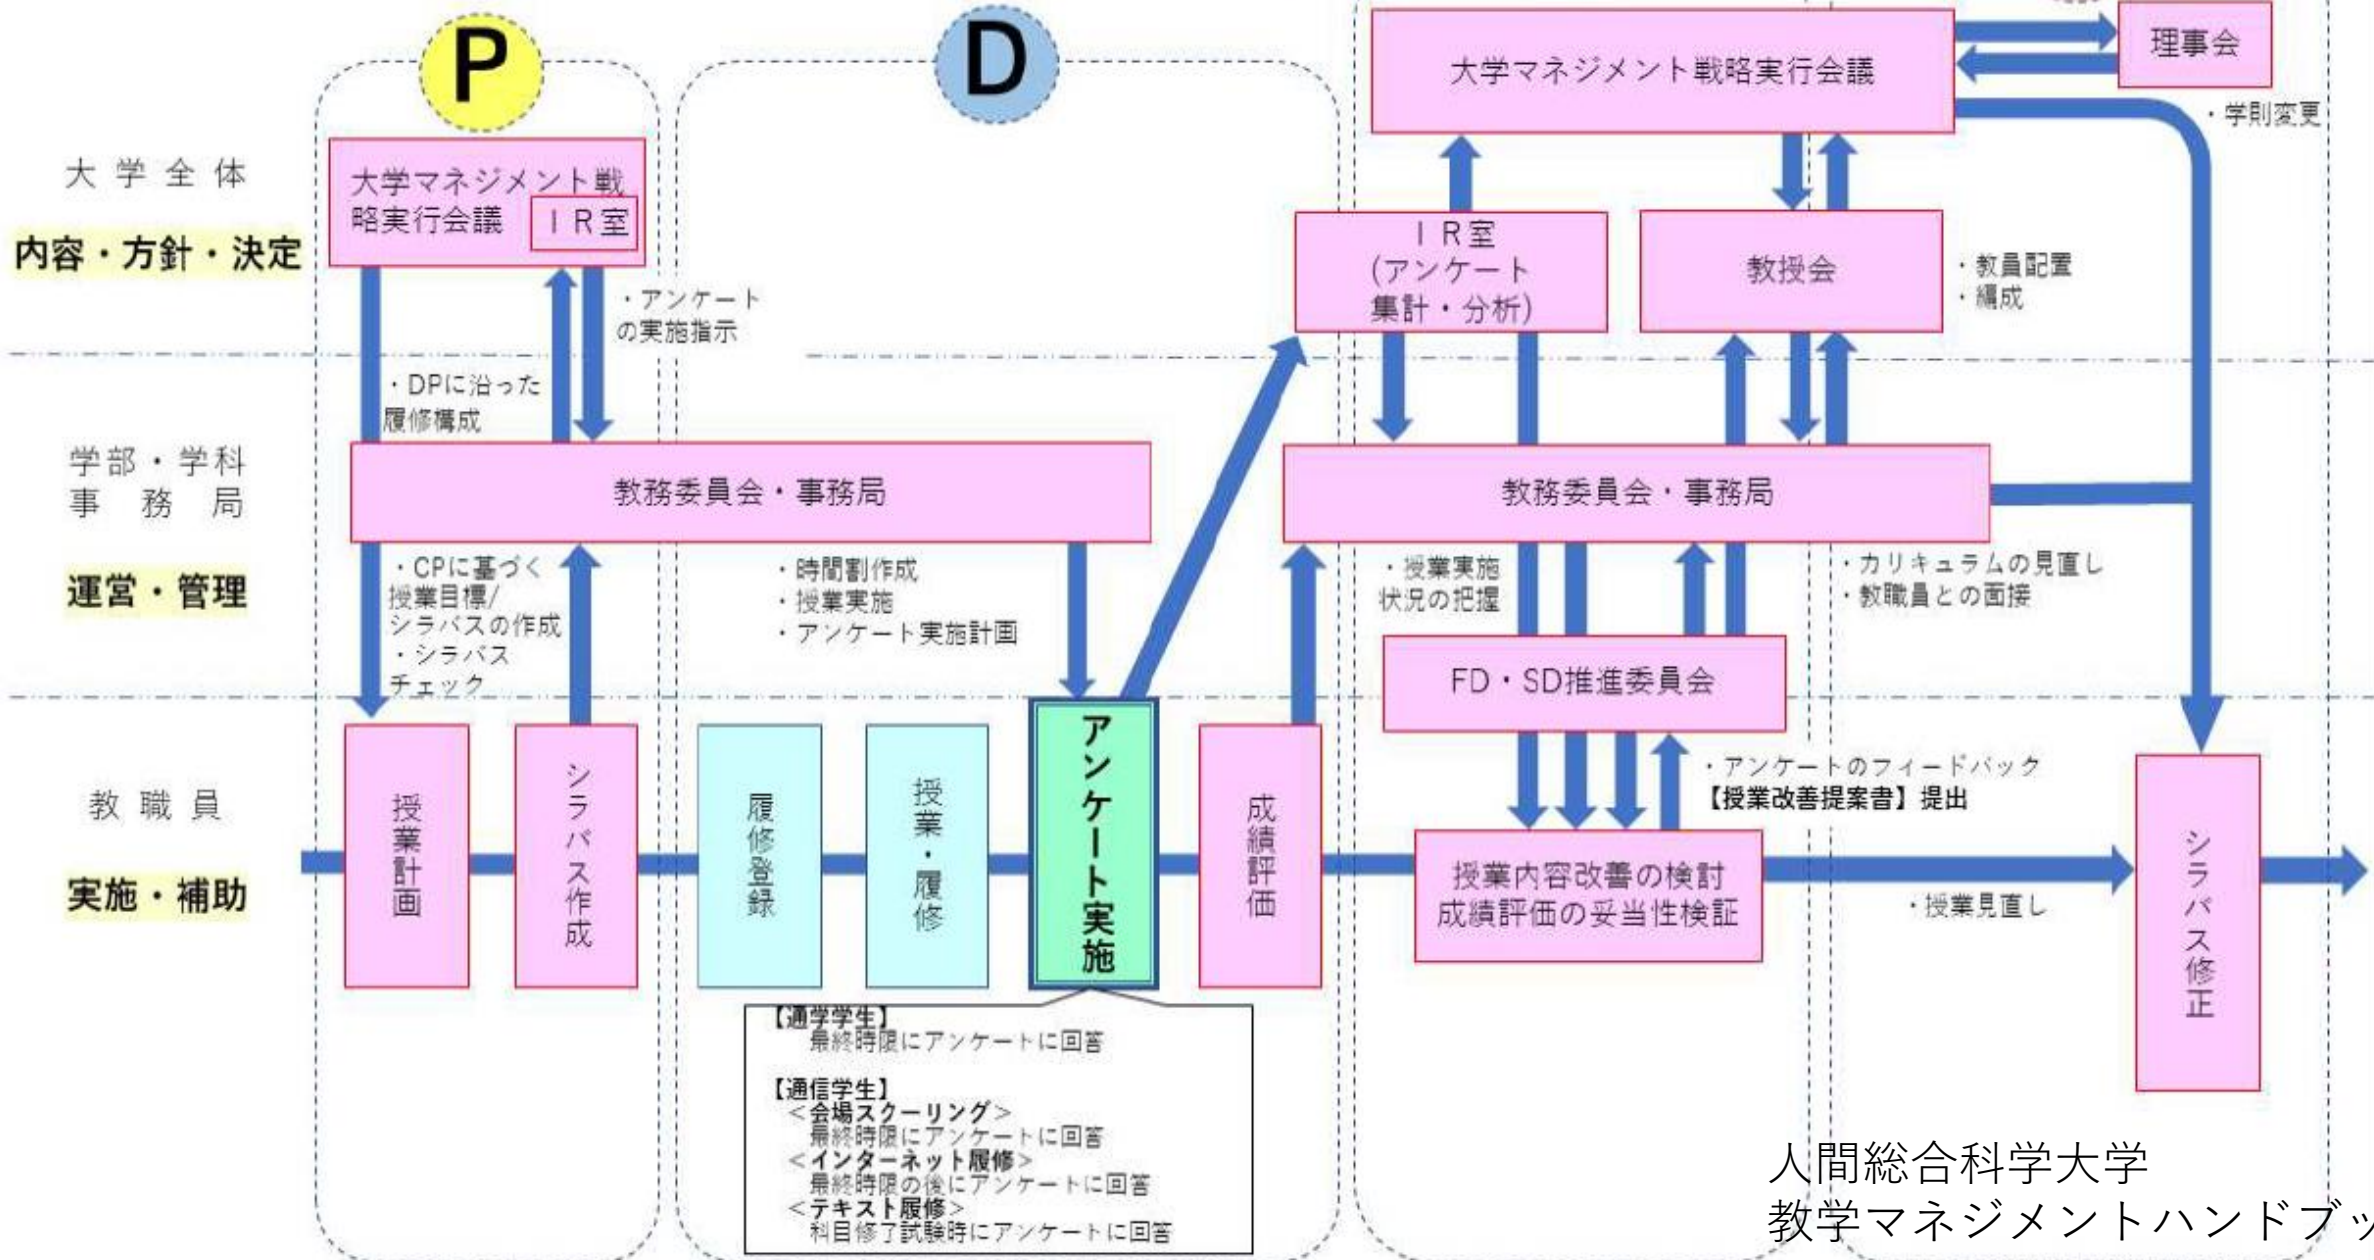 P
D
大学マネジメント戦略実行会議
理事会
・学則変更
大学全体
内容・方針・決定
大学マネジメント戦
略実行会議
ＩＲ室
・アンケート
の実施指示
ＩＲ室
(アンケート
集計・分析)
教授会
・教員配置
・編成
・DPに沿った
履修構成
学部・学科
事務局
運営・管理
教務委員会・事務局
教務委員会・事務局
・CPに基づく
授業目標/
シラバスの作成
・シラバス
チェック
・時間割作成
・授業実施
・アンケート実施計画
・授業実施
状況の把握
・カリキュラムの見直し
・教職員との面接
FD・SD推進委員会
教職員
実施・補助
授業計画
シラバス作成
履修登録
授業・履修
アンケート実施
成績評価
・アンケートのフィードバック
【授業改善提案書】提出
授業内容改善の検討
成績評価の妥当性検証
・授業見直し
シラバス修正
【通学学生】
最終時限にアンケートに回答
【通信学生】
＜会場スクーリング＞
最終時限にアンケートに回答
＜インターネット履修＞
最終時限の後にアンケートに回答
＜テキスト履修＞
科目修了試験時にアンケートに回答
人間総合科学大学
教学マネジメントハンドブッ